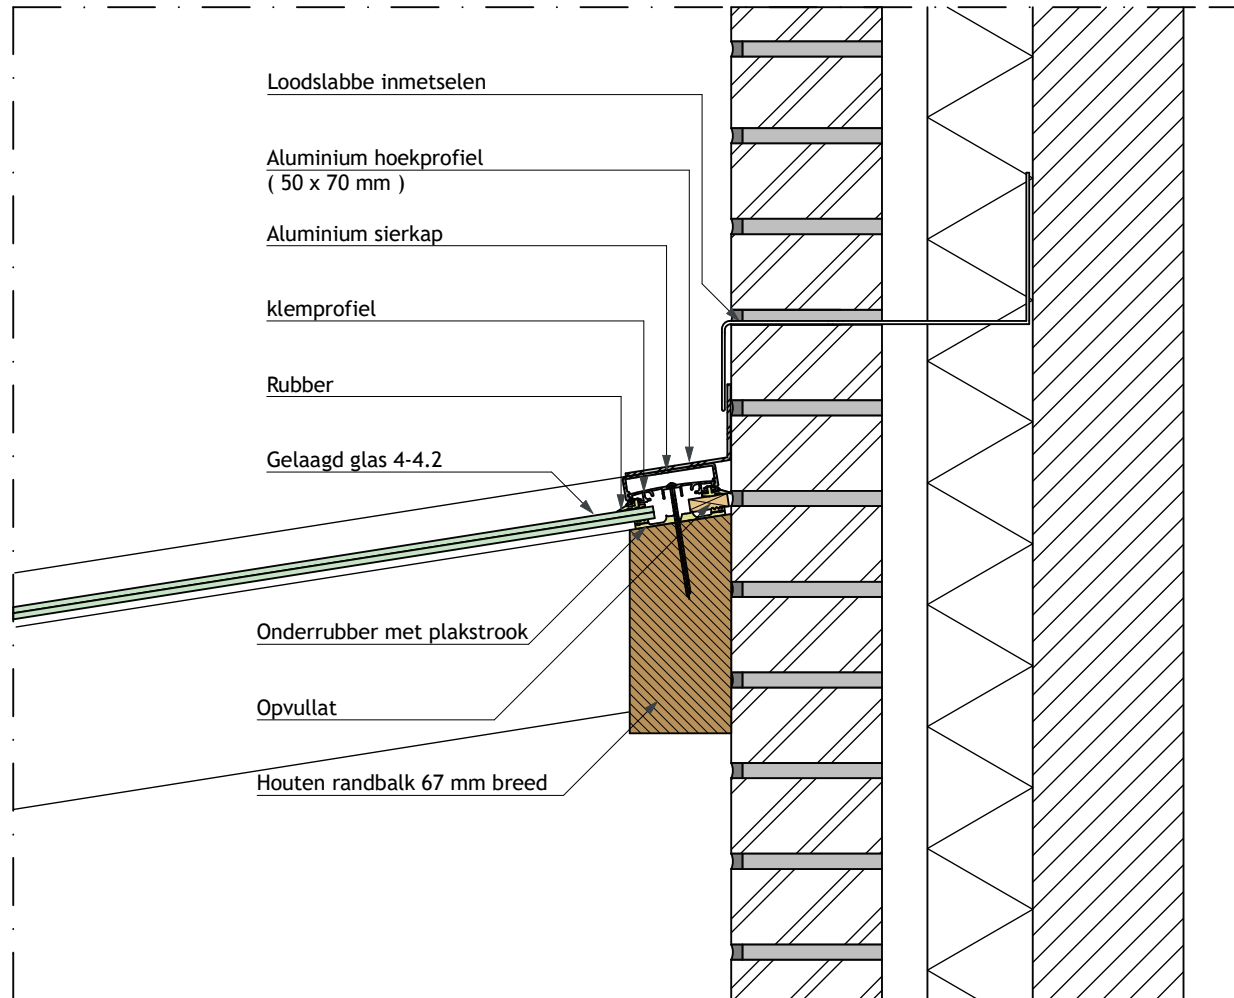 Loodslabbe inmetselen
Aluminium hoekprofiel
( 50 x 70 mm )
Aluminium sierkap
klemprofiel
Rubber
Gelaagd glas 4-4.2
Onderrubber met plakstrook
Opvullat
Houten randbalk 67 mm breed